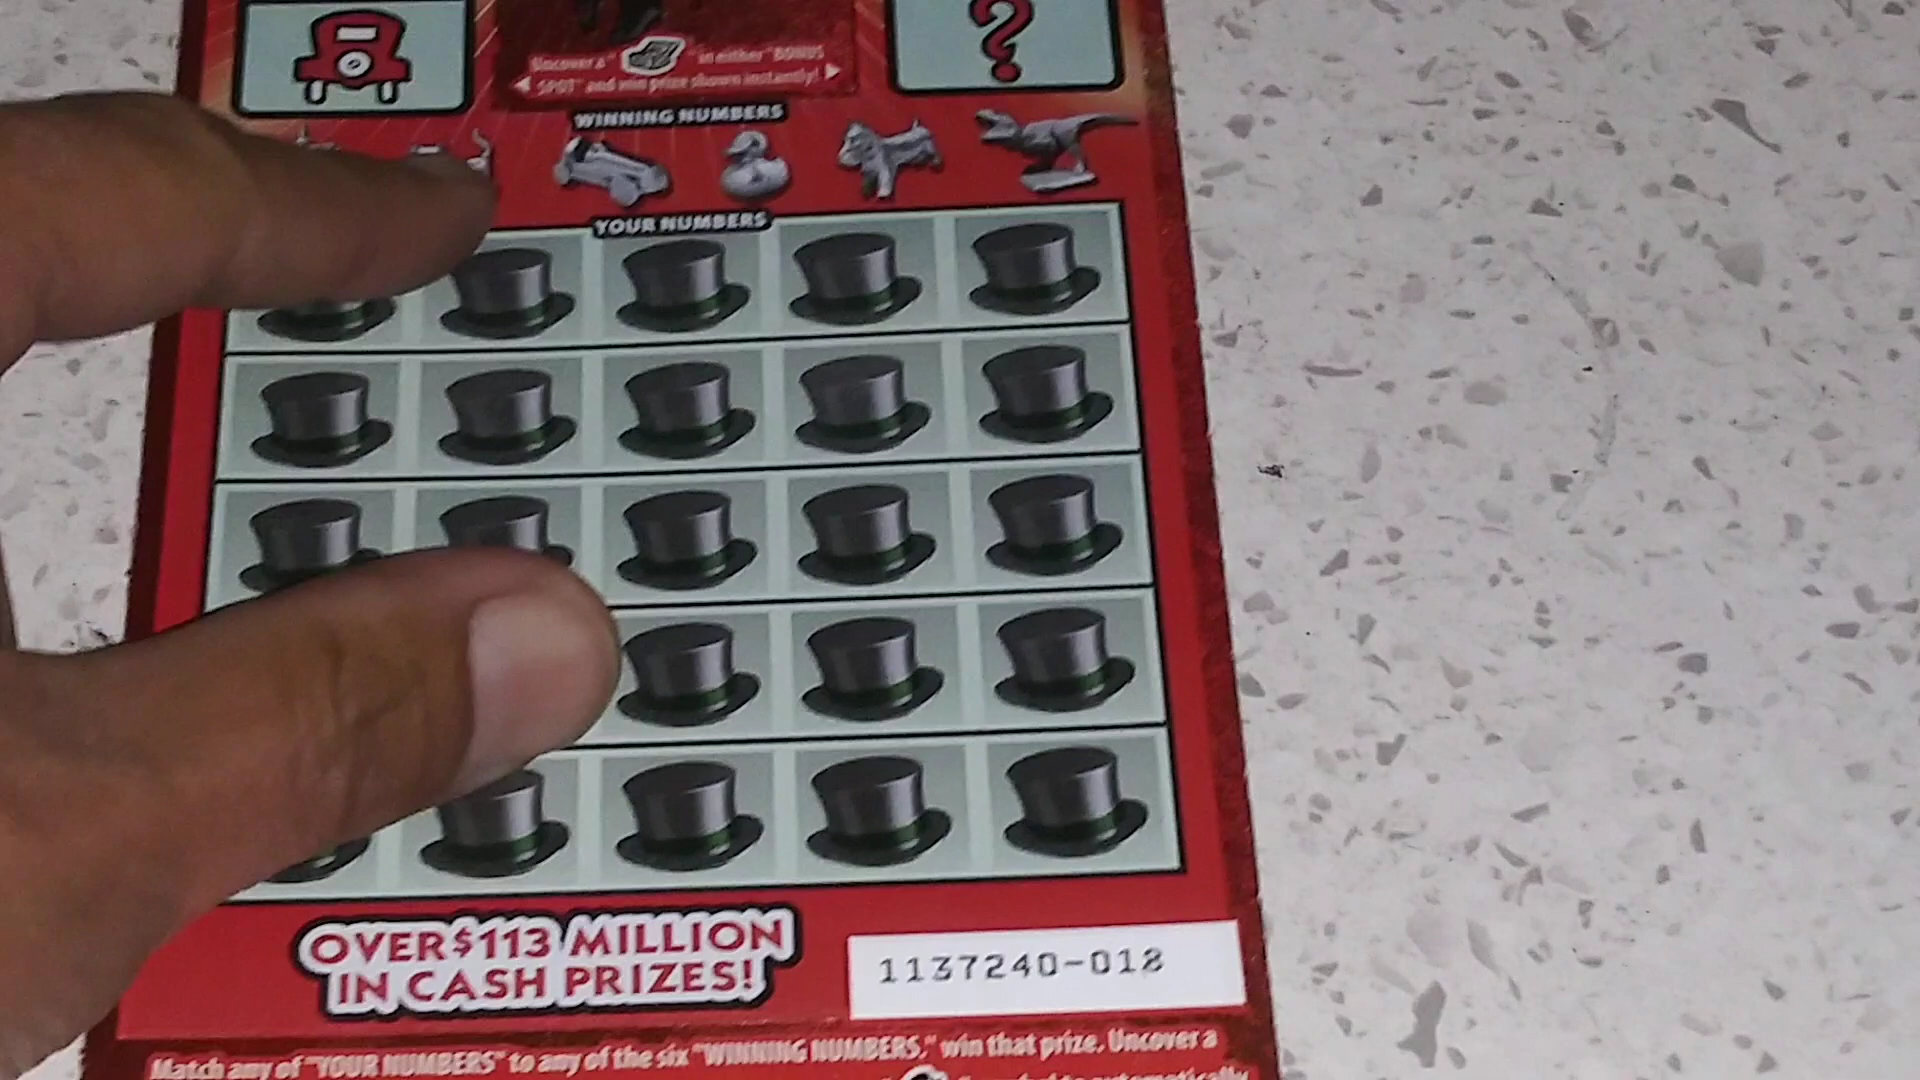 Uncover a " " in either "BONUS
SPOT" and win prize shown instantly!
?
WINNING NUMBERS
YOUR NUMBERS
OVER $113 MILLION
IN CASH PRIZES!
1137240-018
Match any of "YOUR NUMBERS" to any of the six "WINNING NUMBERS," win that prize. Uncover a
automatically